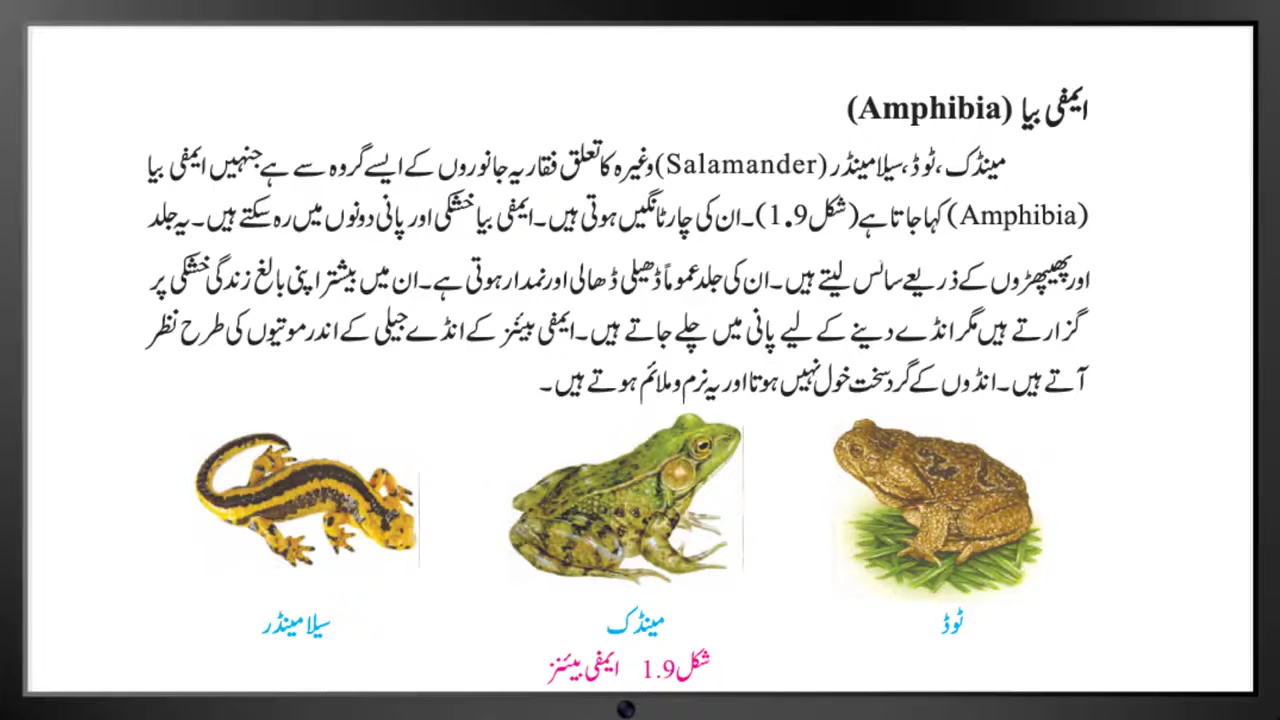 ایمفی بیا (Amphibia)
مینڈک، ٹوڈ، سیلامینڈر (Salamander) وغیرہ کا تعلق فقاریہ جانوروں کے ایسے گروہ سے ہے جنہیں ایمفی بیا
(Amphibia) کہا جاتا ہے (شکل 1.9)۔ ان کی چار ٹانگیں ہوتی ہیں۔ ایمفی بیا خشکی اور پانی دونوں میں رہ سکتے ہیں۔ یہ جلد
اور پھیپھڑوں کے ذریعے سانس لیتے ہیں۔ ان کی جلد عموماً ڈھیلی ڈھالی اور نمدار ہوتی ہے۔ ان میں بیشتر اپنی بالغ زندگی خشکی پر
گزارتے ہیں مگر انڈے دینے کے لیے پانی میں چلے جاتے ہیں۔ ایمفی بیئنز کے انڈے جیلی کے اندر موتیوں کی طرح نظر
آتے ہیں۔ انڈوں کے گرد سخت خول نہیں ہوتا اور یہ نرم و ملائم ہوتے ہیں۔
ٹوڈ
مینڈک
سیلامینڈر
شکل 1.9 ایمفی بیئنز